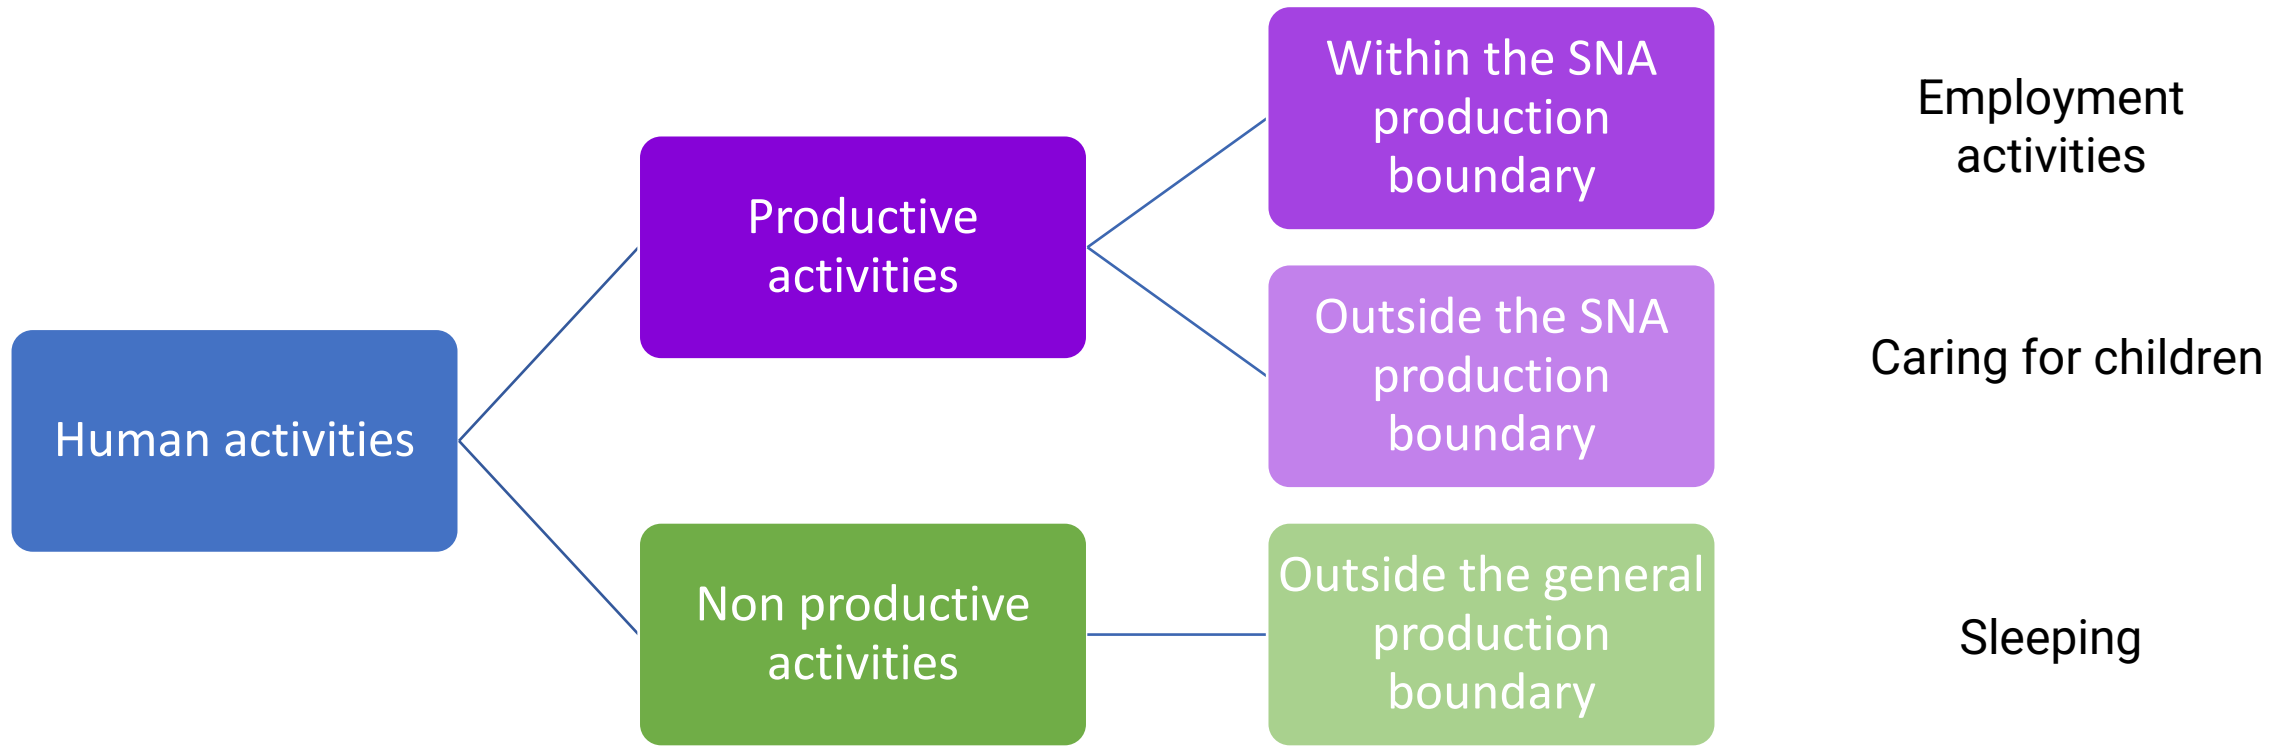 Human activities
Productive
activities
Non productive
activities
Within the SNA
production
boundary
Outside the SNA
production
boundary
Outside the general
production
boundary
Employment
activities
Caring for children
Sleeping